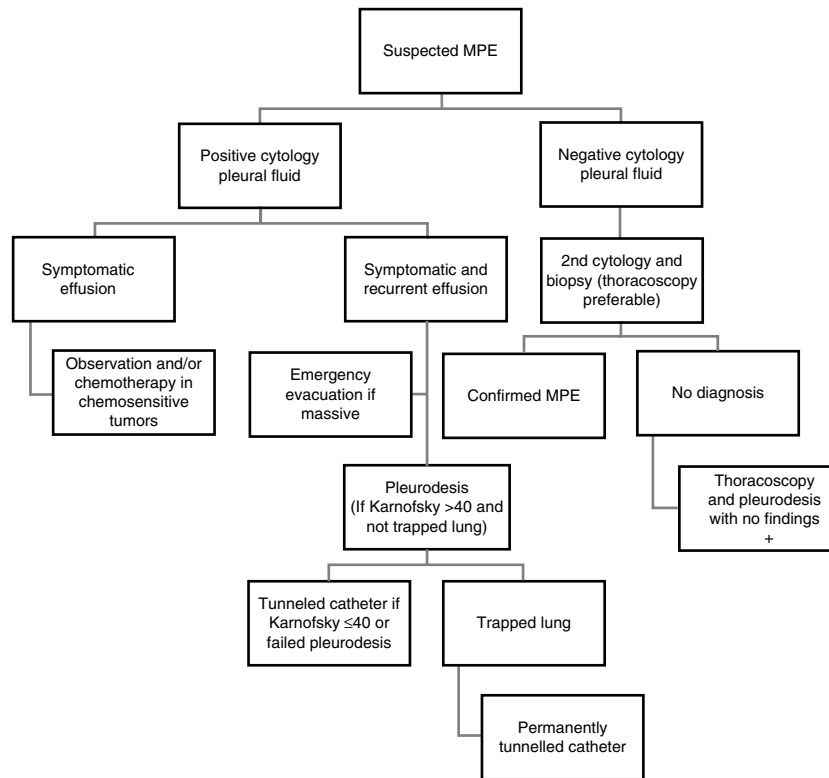 Suspected MPE
Positive cytology
pleural fluid
Negative cytology
pleural fluid
Symptomatic
effusion
Symptomatic and
recurrent effusion
2nd cytology and
biopsy (thoracoscopy
preferable)
Observation and/or
chemotherapy in
chemosensitive
tumors
Emergency
evacuation if
massive
Confirmed MPE
No diagnosis
Pleurodesis
(If Karnofsky >40 and
not trapped lung)
Thoracoscopy
and pleurodesis
with no findings
+
Tunneled catheter if
Karnofsky ≤40 or
failed pleurodesis
Trapped lung
Permanently
tunnelled catheter